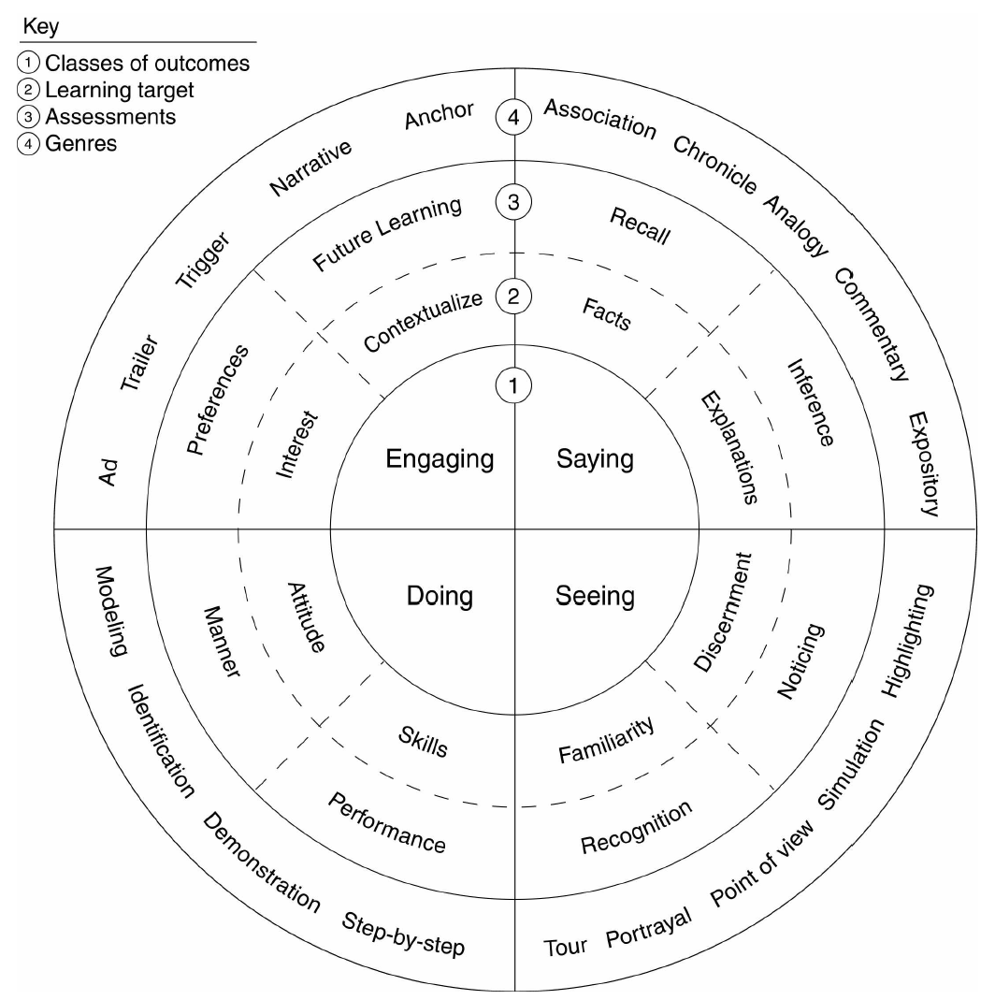 Key
1 Classes of outcomes
2 Learning target
3 Assessments
4 Genres
4
Association
Chronicle
Analogy
Commentary
Expository
Highlighting
Simulation
Point of view
Portrayal
Tour
Step-by-step
Demonstration
Identification
Modeling
Ad
Trailer
Trigger
Narrative
Anchor
3
Recall
Inference
Noticing
Recognition
Performance
Manner
Preferences
Future Learning
2
Facts
Explanations
Discernment
Familiarity
Skills
Attitude
Interest
Contextualize
1
Engaging
Saying
Doing
Seeing